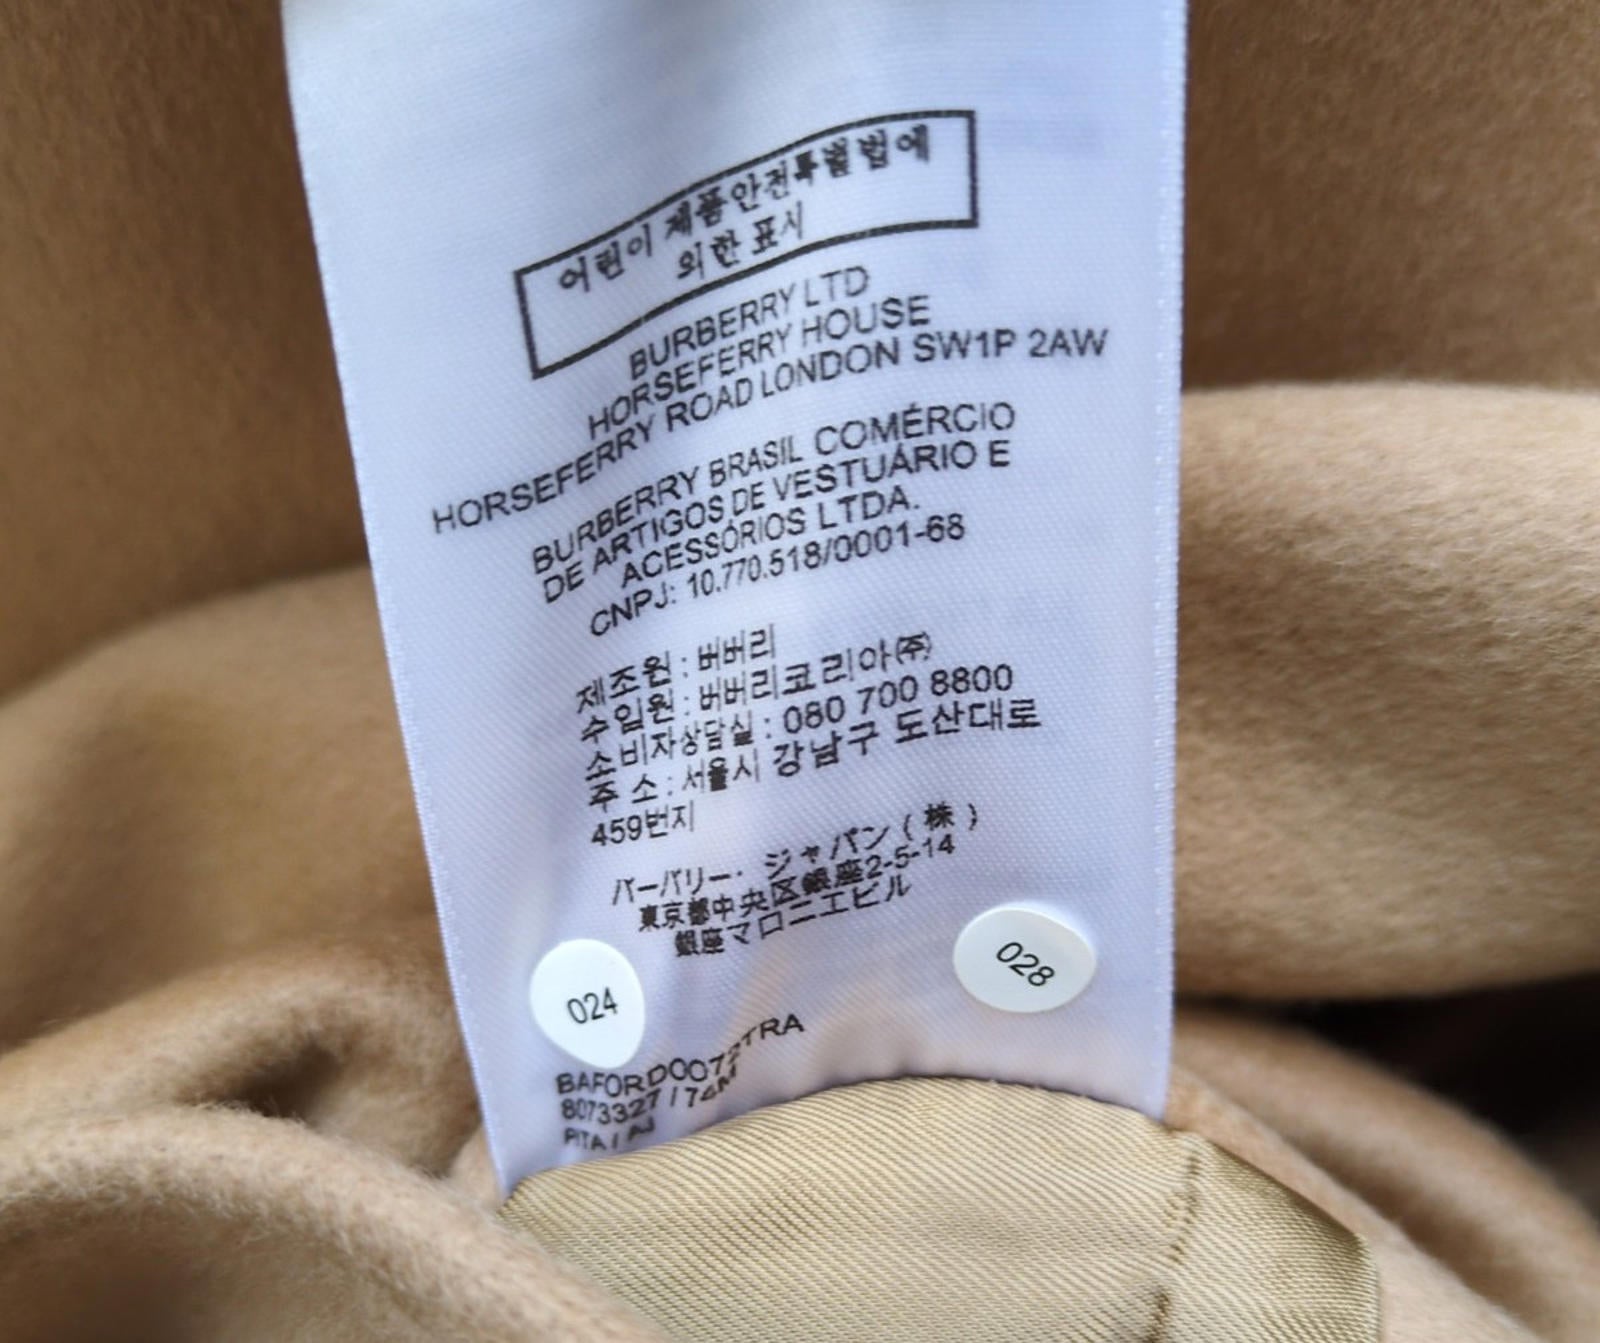 어린이 제품안전특별법에
의한 표시
BURBERRY LTD
HORSEFERRY HOUSE
HORSEFERRY ROAD LONDON SW1P 2AW
BURBERRY BRASIL COMÉRCIO
DE ARTIGOS DE VESTUÁRIO E
ACESSÓRIOS LTDA.
CNPJ: 10.770.518/0001-68
제조원 : 버버리
수입원 : 버버리코리아㈜
소비자상담실 : 080 700 8800
주 소 : 서울시 강남구 도산대로
459번지
バーバリー・ジャパン ( 株 )
東京都中央区銀座2-5-14
銀座マロニエビル
024
028
8073327 /